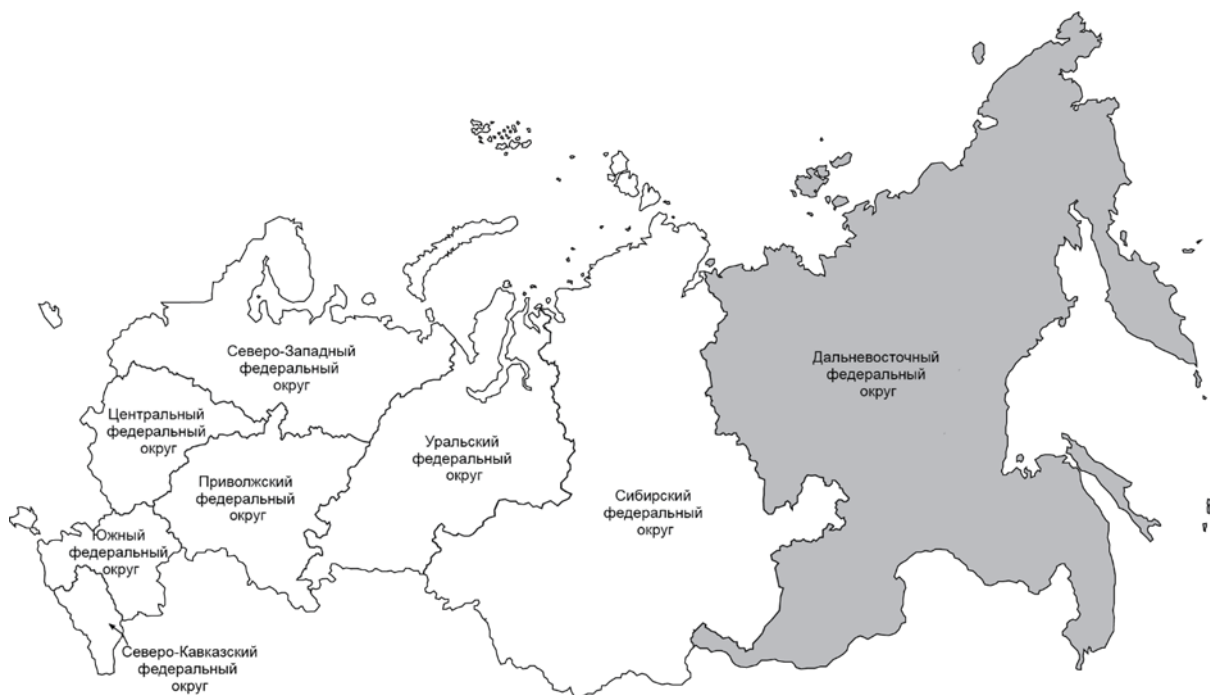 Северо-Западный
федеральный
округ
Дальневосточный
федеральный
округ
Центральный
федеральный
округ
Уральский
федеральный
округ
Приволжский
федеральный
округ
Сибирский
федеральный
округ
Южный
федеральный
округ
Северо-Кавказский
федеральный
округ